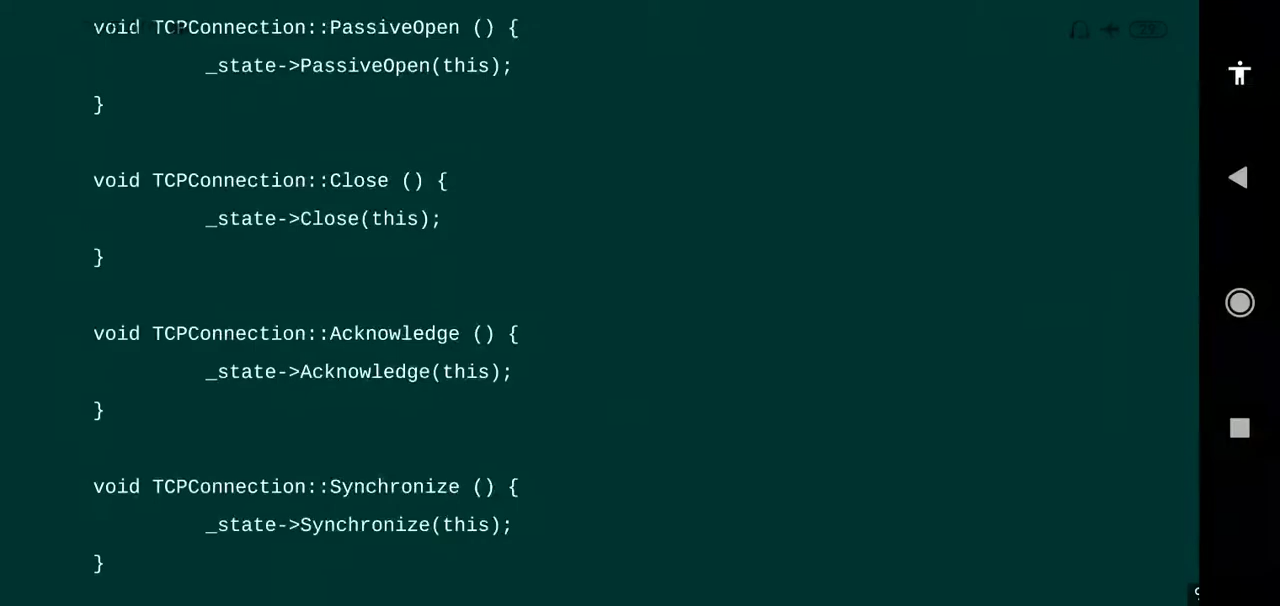 void TCPConnection::PassiveOpen () {
_state->PassiveOpen(this);
}
void TCPConnection::Close () {
_state->Close(this);
}
void TCPConnection::Acknowledge () {
_state->Acknowledge(this);
}
void TCPConnection::Synchronize () {
_state->Synchronize(this);
}